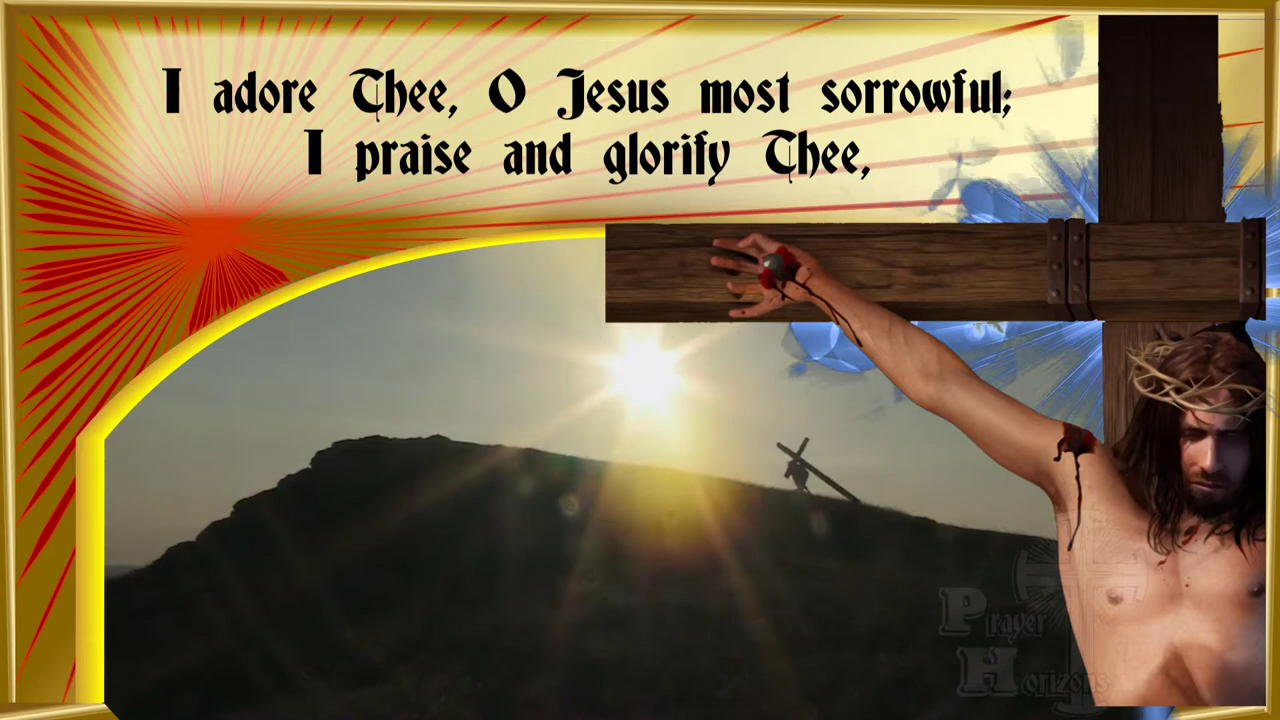 I adore Thee, O Jesus most sorrowful;
I praise and glorify Thee,
Prayer
Horizons